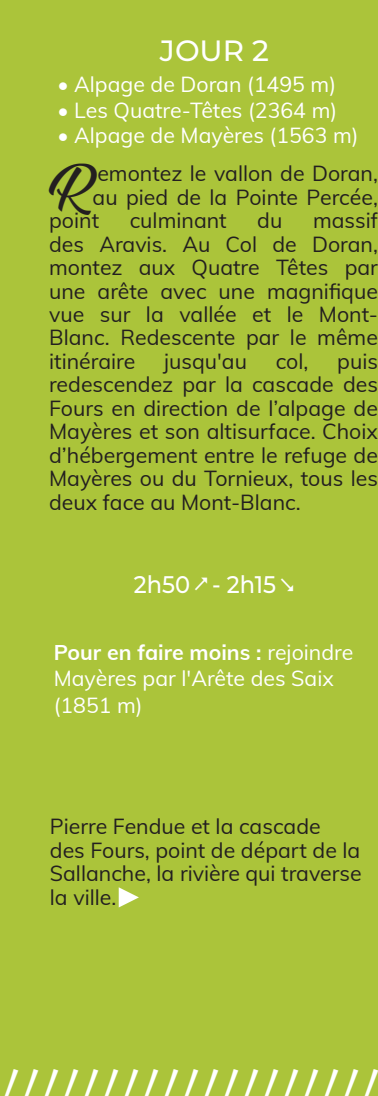 JOUR 2
• Alpage de Doran (1495 m)
• Les Quatre-Têtes (2364 m)
• Alpage de Mayères (1563 m)
Remontez le vallon de Doran,
au pied de la Pointe Percée,
point culminant du massif
des Aravis. Au Col de Doran,
montez aux Quatre Têtes par
une arête avec une magnifique
vue sur la vallée et le Mont-
Blanc. Redescente par le même
itinéraire jusqu'au col, puis
redescendez par la cascade des
Fours en direction de l’alpage de
Mayères et son altisurface. Choix
d’hébergement entre le refuge de
Mayères ou du Tornieux, tous les
deux face au Mont-Blanc.
2h50 ↗ - 2h15 ↘
Pour en faire moins : rejoindre
Mayères par l'Arête des Saix
(1851 m)
Pierre Fendue et la cascade
des Fours, point de départ de la
Sallanche, la rivière qui traverse
la ville.▶